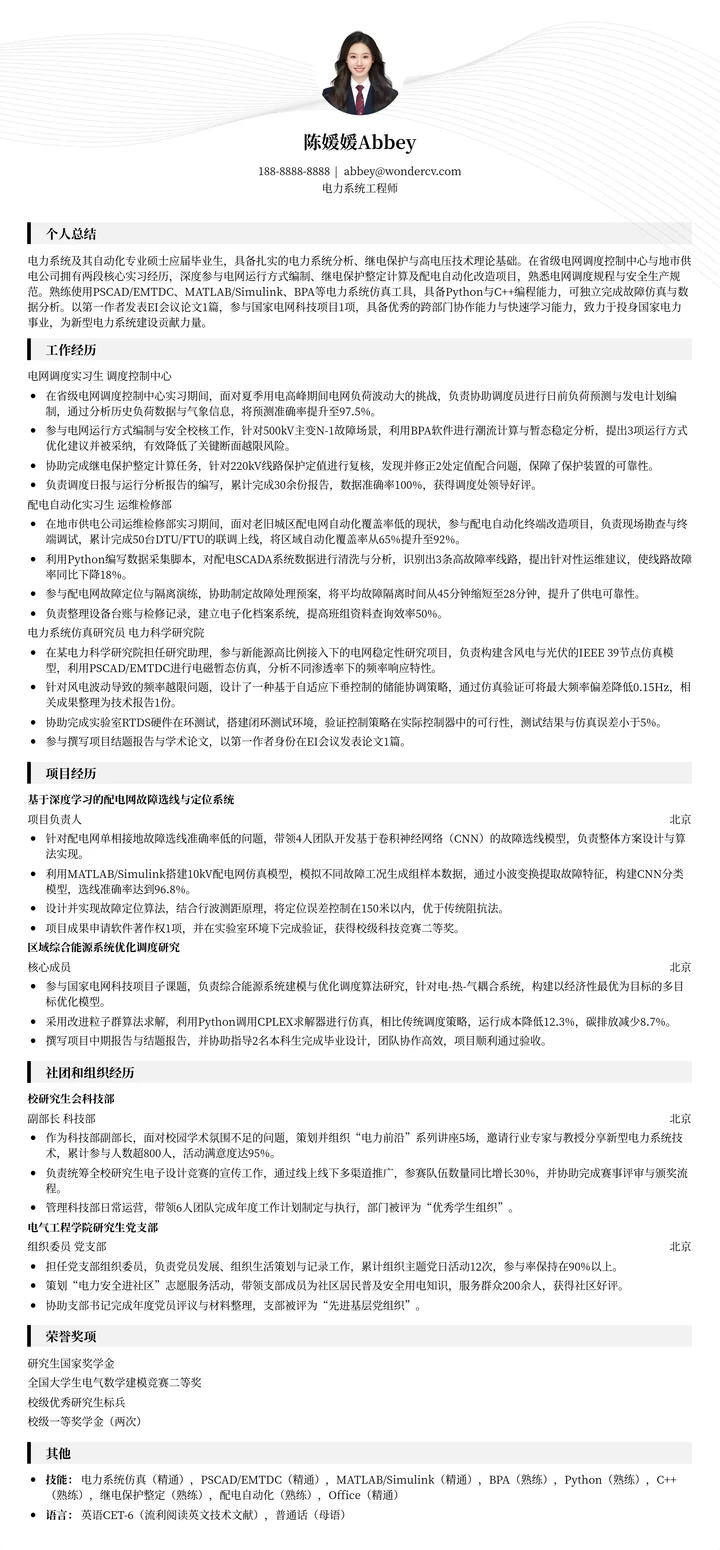 陈媛媛Abbey
188-8888-8888 | abbey@wondercv.com
电力系统工程师
个人总结
电力系统及其自动化专业硕士应届毕业生，具备扎实的电力系统分析、继电保护与高电压技术理论基础。在省级电网调度控制中心与地市供
电公司拥有两段核心实习经历，深度参与电网运行方式编制、继电保护整定计算及配电自动化改造项目，熟悉电网调度规程与安全生产规
范。熟练使用PSCAD/EMTDC、MATLAB/Simulink、BPA等电力系统仿真工具，具备Python与C++编程能力，可独立完成故障仿真与数
据分析。以第一作者发表EI会议论文1篇，参与国家电网科技项目1项，具备优秀的跨部门协作能力与快速学习能力，致力于投身国家电力
事业，为新型电力系统建设贡献力量。
工作经历
电网调度实习生 调度控制中心
• 在省级电网调度控制中心实习期间，面对夏季用电高峰期间电网负荷波动大的挑战，负责协助调度员进行日前负荷预测与发电计划编
制，通过分析历史负荷数据与气象信息，将预测准确率提升至97.5%。
• 参与电网运行方式编制与安全校核工作，针对500kV主变N-1故障场景，利用BPA软件进行潮流计算与暂态稳定分析，提出3项运行方式
优化建议并被采纳，有效降低了关键断面越限风险。
• 协助完成继电保护整定计算任务，针对220kV线路保护定值进行复核，发现并修正2处定值配合问题，保障了保护装置的可靠性。
• 负责调度日报与运行分析报告的编写，累计完成30余份报告，数据准确率100%，获得调度处领导好评。
配电自动化实习生 运维检修部
• 在地市供电公司运维检修部实习期间，面对老旧城区配电网自动化覆盖率低的现状，参与配电自动化终端改造项目，负责现场勘查与终
端调试，累计完成50台DTU/FTU的联调上线，将区域自动化覆盖率从65%提升至92%。
• 利用Python编写数据采集脚本，对配电SCADA系统数据进行清洗与分析，识别出3条高故障率线路，提出针对性运维建议，使线路故障
率同比下降18%。
• 参与配电网故障定位与隔离演练，协助制定故障处理预案，将平均故障隔离时间从45分钟缩短至28分钟，提升了供电可靠性。
• 负责整理设备台账与检修记录，建立电子化档案系统，提高班组资料查询效率50%。
电力系统仿真研究员 电力科学研究院
• 在某电力科学研究院担任研究助理，参与新能源高比例接入下的电网稳定性研究项目，负责构建含风电与光伏的IEEE 39节点仿真模
型，利用PSCAD/EMTDC进行电磁暂态仿真，分析不同渗透率下的频率响应特性。
• 针对风电波动导致的频率越限问题，设计了一种基于自适应下垂控制的储能协调策略，通过仿真验证可将最大频率偏差降低0.15Hz，相
关成果整理为技术报告1份。
• 协助完成实验室RTDS硬件在环测试，搭建闭环测试环境，验证控制策略在实际控制器中的可行性，测试结果与仿真误差小于5%。
• 参与撰写项目结题报告与学术论文，以第一作者身份在EI会议发表论文1篇。
项目经历
基于深度学习的配电网故障选线与定位系统
项目负责人 北京
• 针对配电网单相接地故障选线准确率低的问题，带领4人团队开发基于卷积神经网络（CNN）的故障选线模型，负责整体方案设计与算
法实现。
• 利用MATLAB/Simulink搭建10kV配电网仿真模型，模拟不同故障工况生成组样本数据，通过小波变换提取故障特征，构建CNN分类
模型，选线准确率达到96.8%。
• 设计并实现故障定位算法，结合行波测距原理，将定位误差控制在150米以内，优于传统阻抗法。
• 项目成果申请软件著作权1项，并在实验室环境下完成验证，获得校级科技竞赛二等奖。
区域综合能源系统优化调度研究
核心成员 北京
• 参与国家电网科技项目子课题，负责综合能源系统建模与优化调度算法研究，针对电-热-气耦合系统，构建以经济性最优为目标的多目
标优化模型。
• 采用改进粒子群算法求解，利用Python调用CPLEX求解器进行仿真，相比传统调度策略，运行成本降低12.3%，碳排放减少8.7%。
• 撰写项目中期报告与结题报告，并协助指导2名本科生完成毕业设计，团队协作高效，项目顺利通过验收。
社团和组织经历
校研究生会科技部
副部长 科技部 北京
• 作为科技部副部长，面对校园学术氛围不足的问题，策划并组织“电力前沿”系列讲座5场，邀请行业专家与教授分享新型电力系统技
术，累计参与人数超800人，活动满意度达95%。
• 负责统筹全校研究生电子设计竞赛的宣传工作，通过线上线下多渠道推广，参赛队伍数量同比增长30%，并协助完成赛事评审与颁奖流
程。
• 管理科技部日常运营，带领6人团队完成年度工作计划制定与执行，部门被评为“优秀学生组织”。
电气工程学院研究生党支部
组织委员 党支部 北京
• 担任党支部组织委员，负责党员发展、组织生活策划与记录工作，累计组织主题党日活动12次，参与率保持在90%以上。
• 策划“电力安全进社区”志愿服务活动，带领支部成员为社区居民普及安全用电知识，服务群众200余人，获得社区好评。
• 协助支部书记完成年度党员评议与材料整理，支部被评为“先进基层党组织”。
荣誉奖项
研究生国家奖学金
全国大学生电气数学建模竞赛二等奖
校级优秀研究生标兵
校级一等奖学金（两次）
其他
• 技能： 电力系统仿真（精通）, PSCAD/EMTDC（精通）, MATLAB/Simulink（精通）, BPA（熟练）, Python（熟练）, C++
（熟练）, 继电保护整定（熟练）, 配电自动化（熟练）, Office（精通）
• 语言： 英语CET-6（流利阅读英文技术文献）, 普通话（母语）